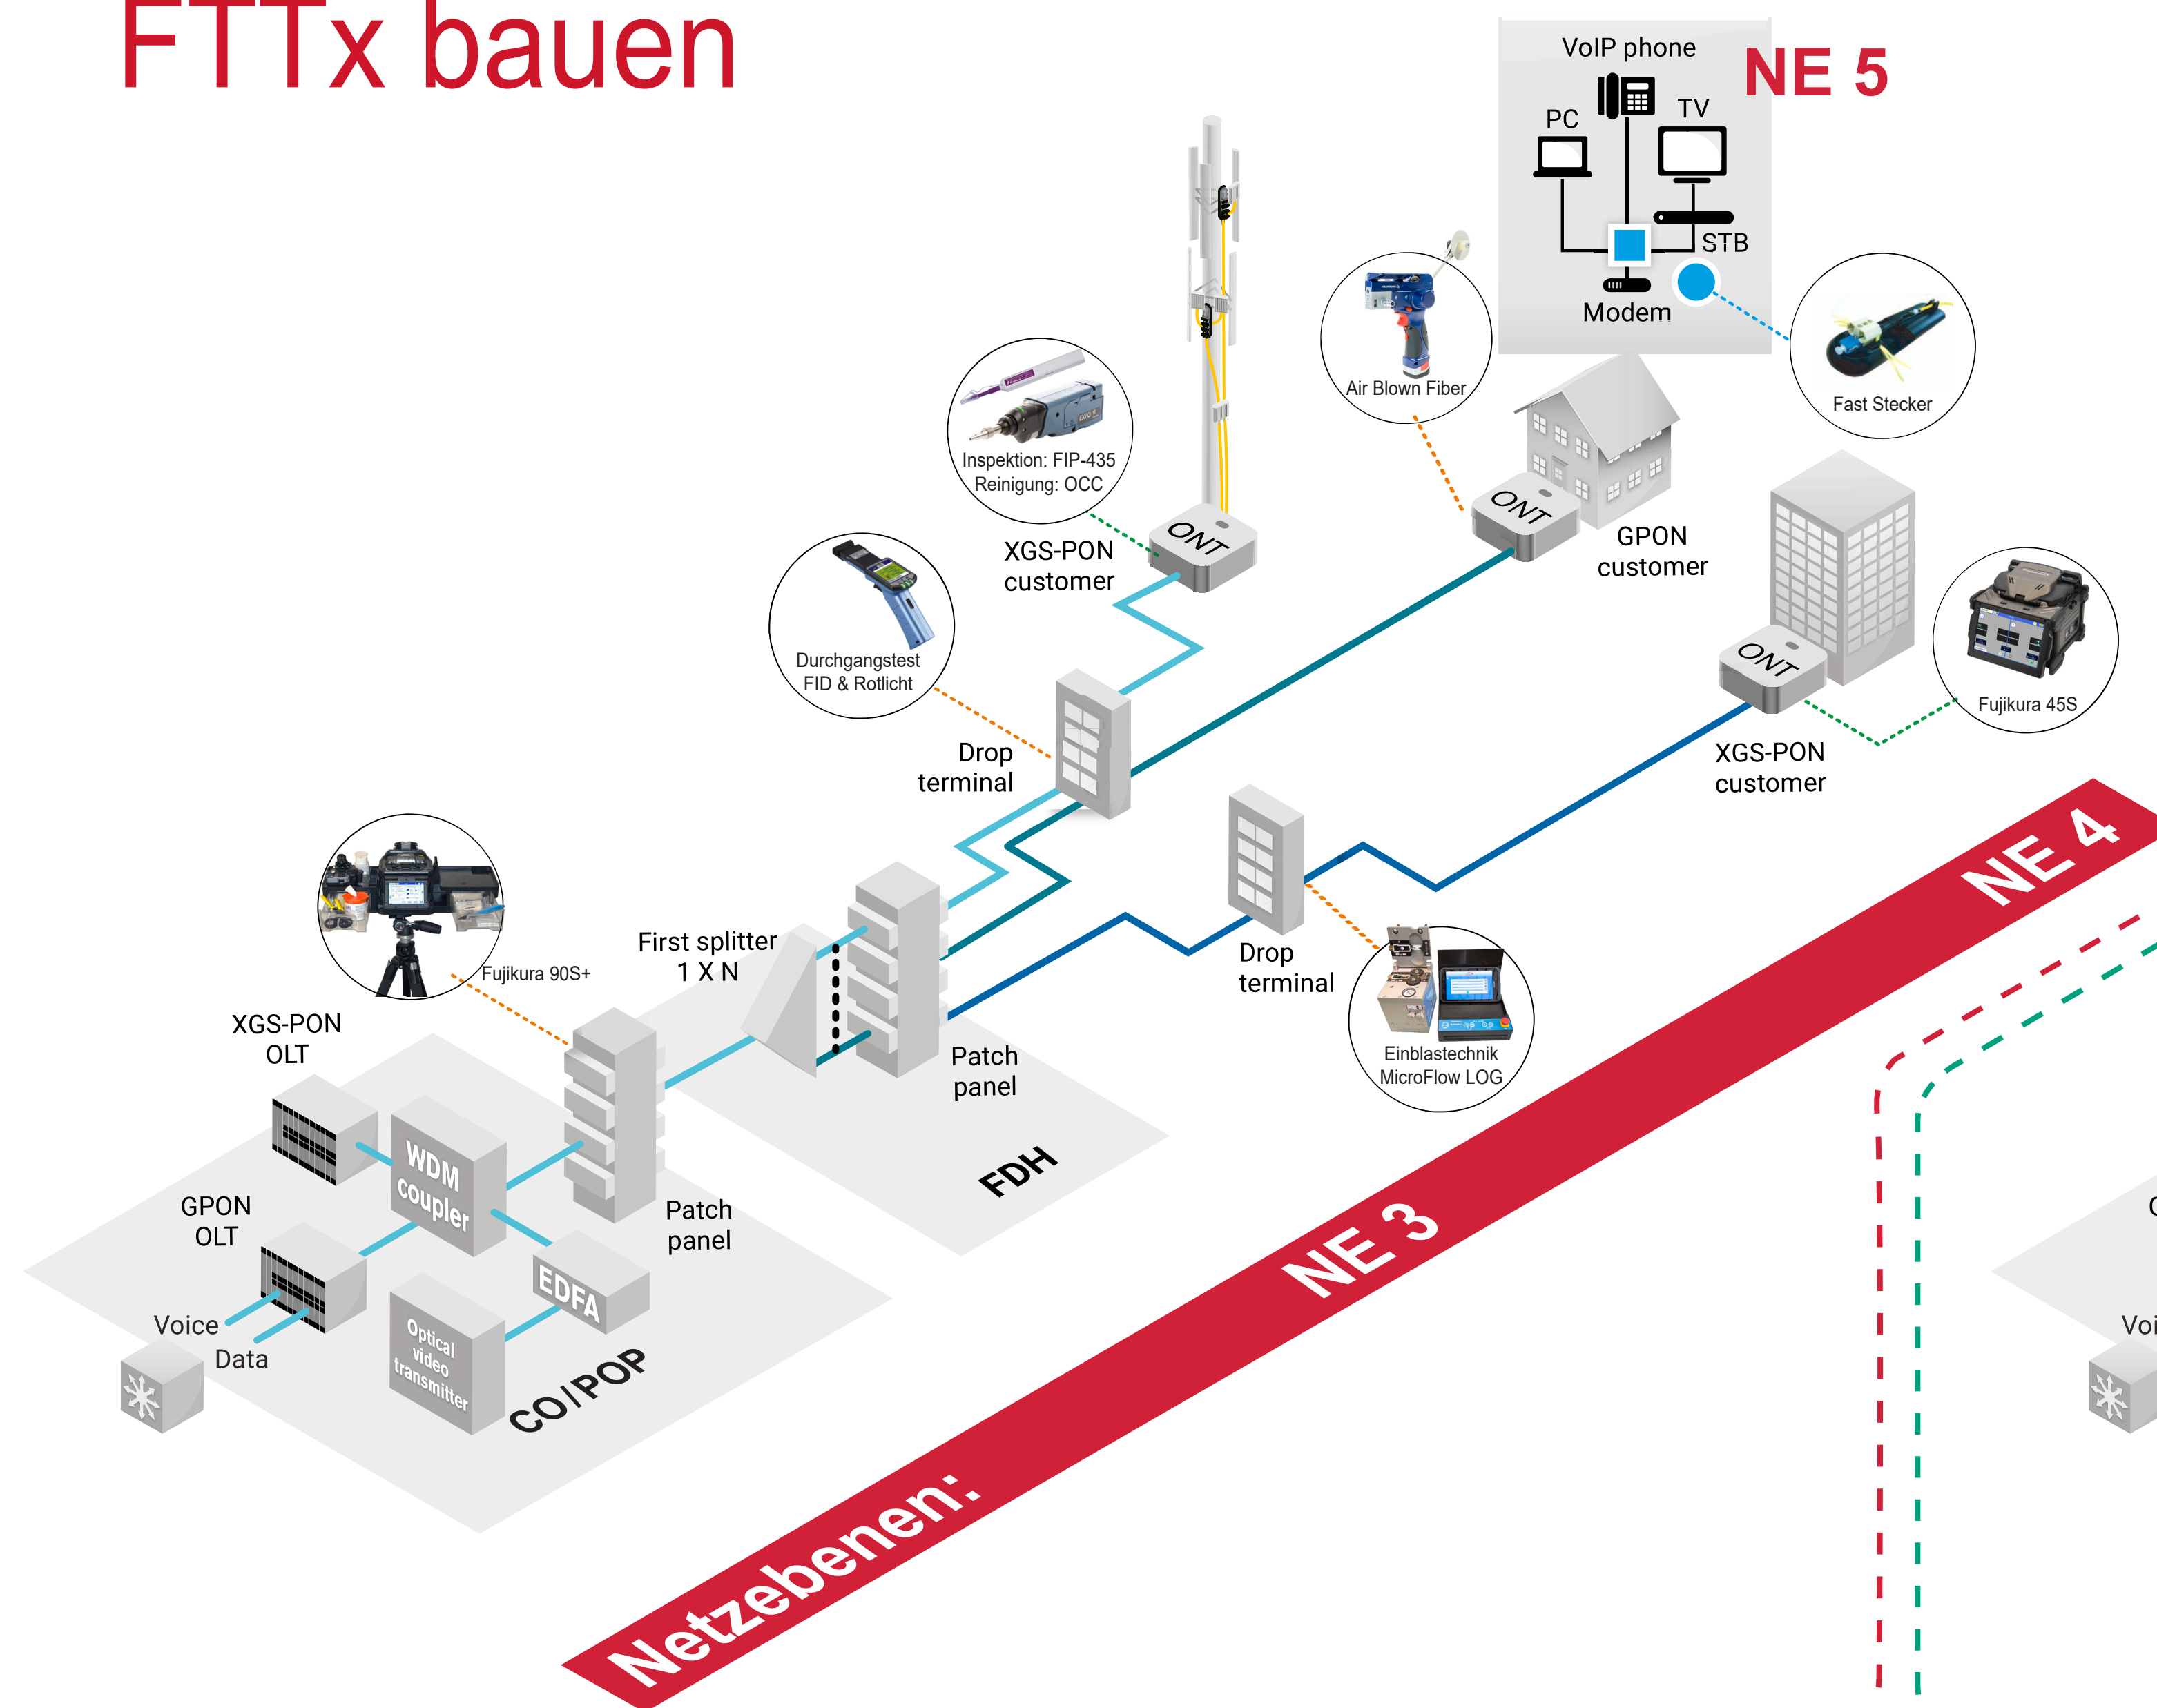 FTTx bauen
VoIP phone
NE 5
PC
TV
STB
Modem
Air Blown Fiber
Fast Stecker
Inspektion: FIP-435
Reinigung: OCC
ONT
XGS-PON
customer
ONT
GPON
customer
Durchgangstest
FID & Rotlicht
ONT
Fujikura 45S
XGS-PON
customer
Drop
terminal
NE 4
Fujikura 90S+
First splitter
1 X N
Drop
terminal
XGS-PON
OLT
Patch
panel
Einblastechnik
MicroFlow LOG
WDM
coupler
FDH
GPON
OLT
Patch
panel
NE 3
EDFA
Voice
Data
Optical
video
transmitter
CO/POP
Voi
Netzebenen: